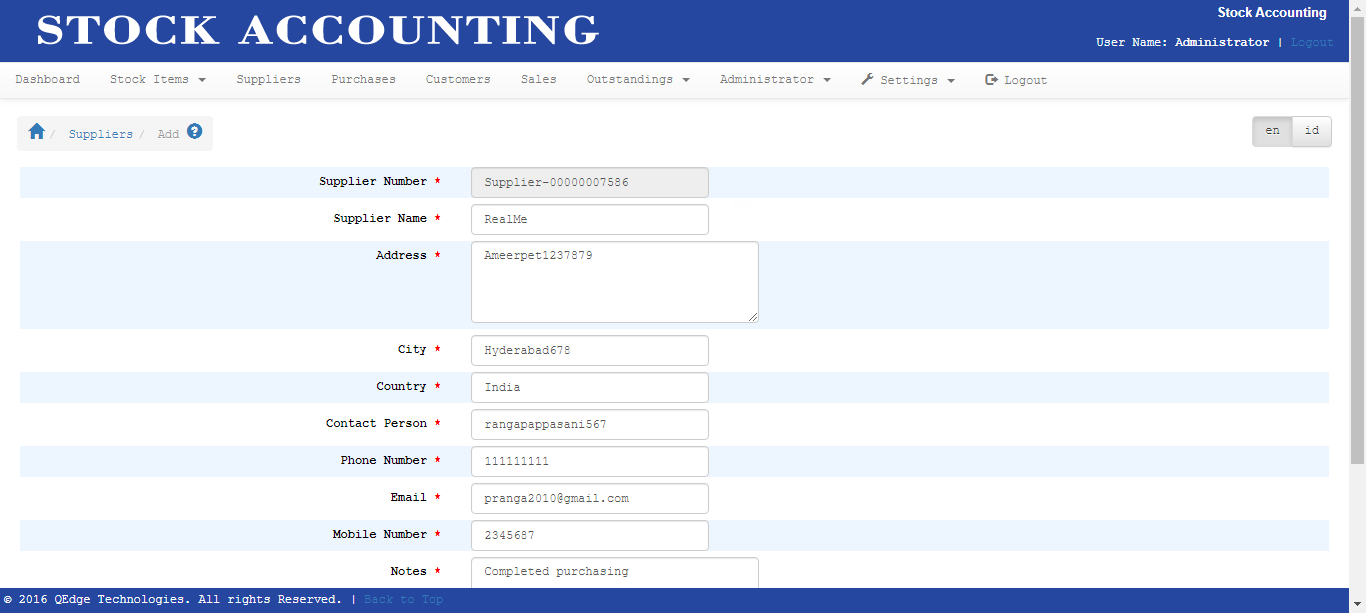 STOCK ACCOUNTING
Stock Accounting
User Name: Administrator | Logout
Dashboard Stock Items Suppliers Purchases Customers Sales Outstandings Administrator Settings Logout
/ Suppliers / Add ?
en id
Supplier Number * Supplier-00000007586
Supplier Name * RealMe
Address * Ameerpet1237879
City * Hyderabad678
Country * India
Contact Person * rangapappasani567
Phone Number * 111111111
Email * pranga2010@gmail.com
Mobile Number * 2345687
Notes * Completed purchasing
© 2016 QEdge Technologies. All rights Reserved. | Back to Top